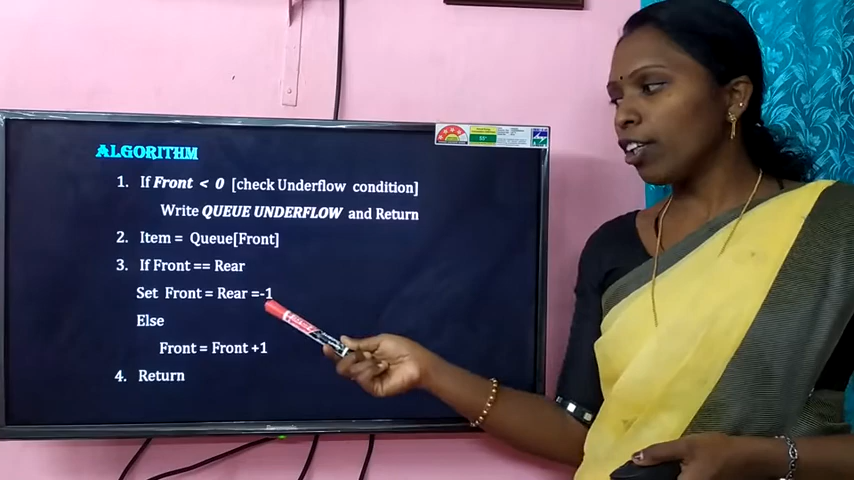 ALGORITHM
1. If Front < 0 [check Underflow condition]
Write QUEUE UNDERFLOW and Return
2. Item = Queue[Front]
3. If Front == Rear
Set Front = Rear =-1
Else
Front = Front +1
4. Return
55"